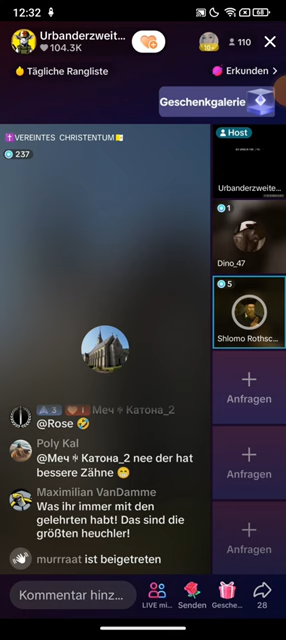 12:32
68
Urbanderzweit...
104.3K
10+
110
Tägliche Rangliste
Erkunden
Geschenkgalerie
✝️VEREINTES CHRISTENTUM🇻🇦
237
Host
Urbanderzweite...
1
Dino_47
5
Shlomo Rothsc...
Anfragen
Anfragen
Anfragen
3 1 Меч⚜Катона_2
@Rose 🤣
Poly Kal
@Меч⚜Катона_2 nee der hat
bessere Zähne 😁
Maximilian VanDamme
Was ihr immer mit den
gelehrten habt! Das sind die
größten heuchler!
murrraat ist beigetreten
Kommentar hinz...
LIVE mi...
Senden
Gesche...
28